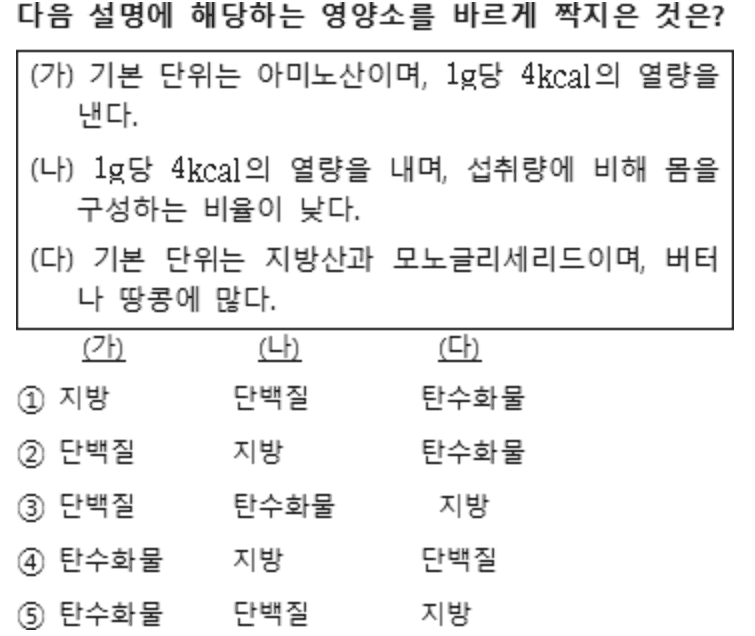 다음 설명에 해당하는 영양소를 바르게 짝지은 것은?
(가) 기본 단위는 아미노산이며, 1g당 4kcal의 열량을
낸다.
(나) 1g당 4kcal의 열량을 내며, 섭취량에 비해 몸을
구성하는 비율이 낮다.
(다) 기본 단위는 지방산과 모노글리세리드이며, 버터
나 땅콩에 많다.
(가) (나) (다)
① 지방 단백질 탄수화물
② 단백질 지방 탄수화물
③ 단백질 탄수화물 지방
④ 탄수화물 지방 단백질
⑤ 탄수화물 단백질 지방